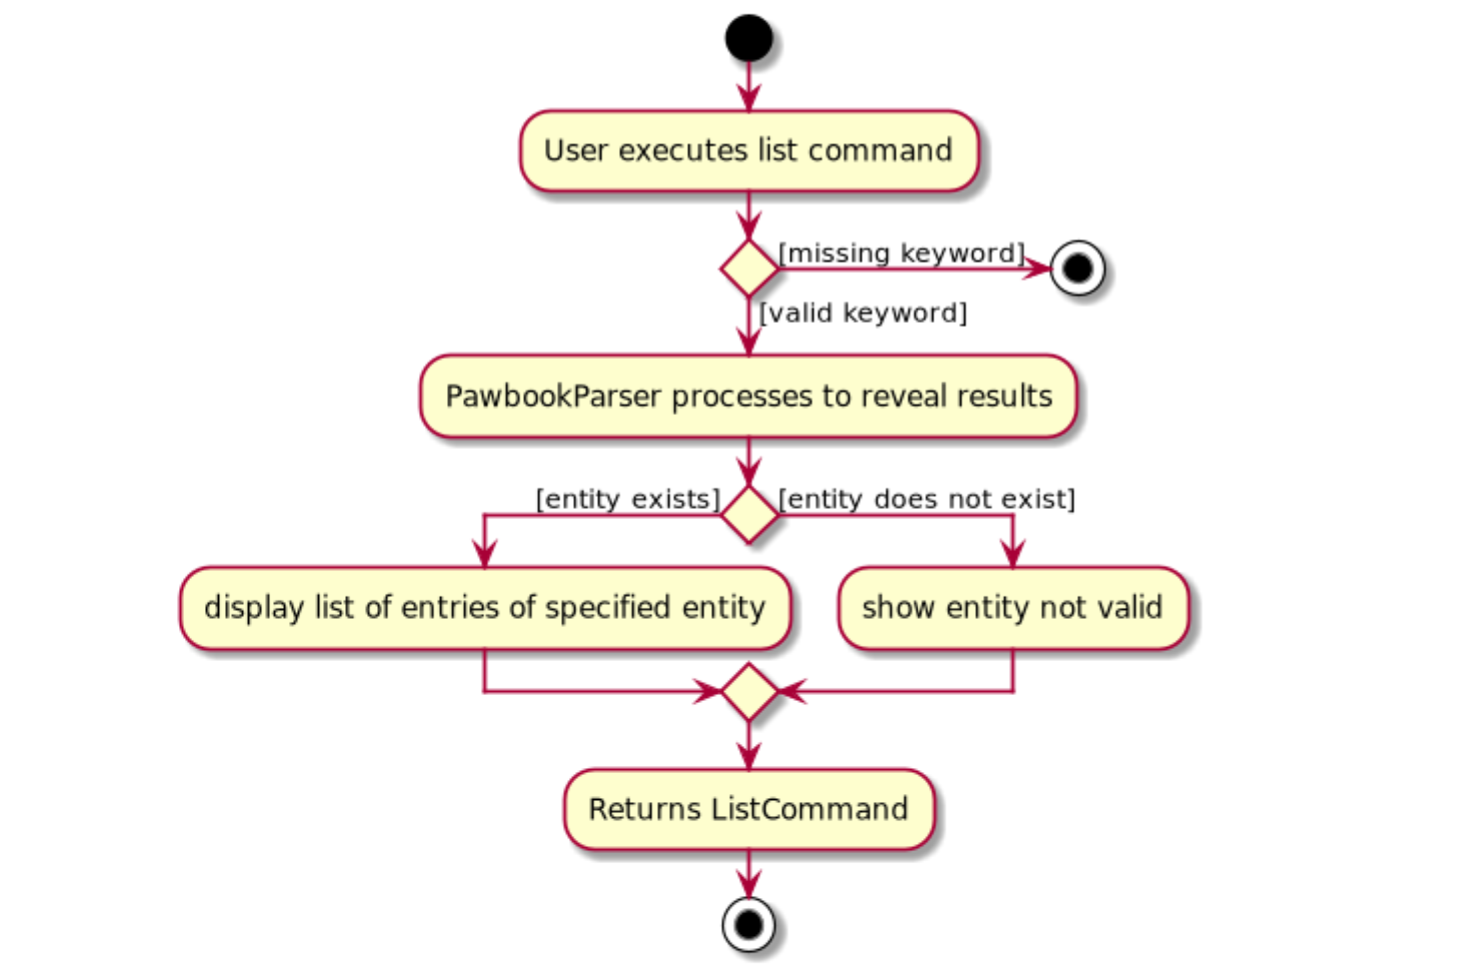 User executes list command
[missing keyword]
[valid keyword]
PawbookParser processes to reveal results
[entity exists]
[entity does not exist]
display list of entries of specified entity
show entity not valid
Returns ListCommand